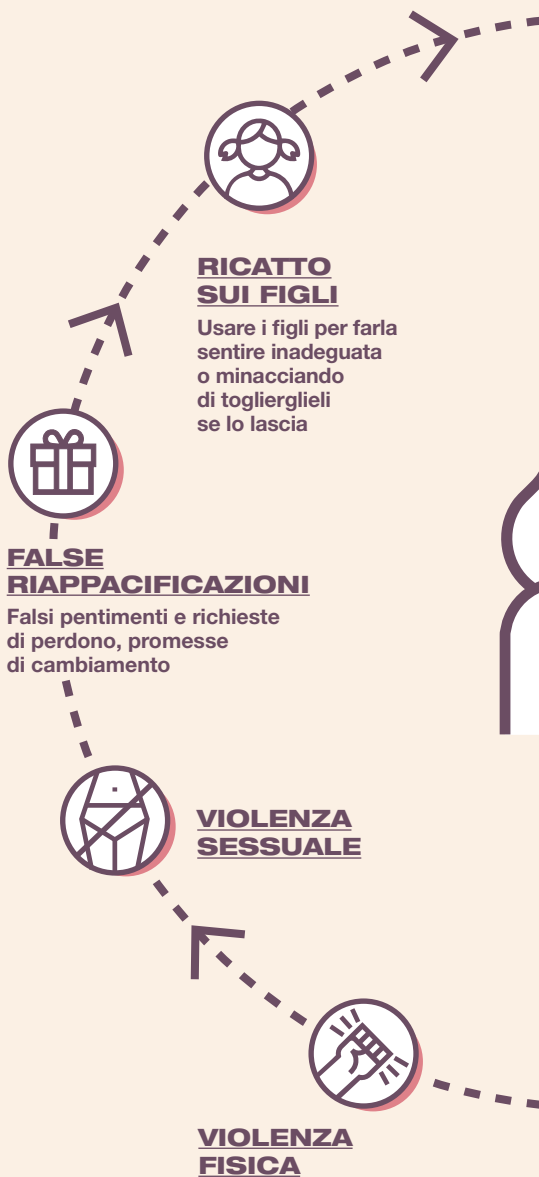 RICATTO
SUI FIGLI
Usare i figli per farla
sentire inadeguata
o minacciando
di toglierglieli
se lo lascia
FALSE
RIAPPACIFICAZIONI
Falsi pentimenti e richieste
di perdono, promesse
di cambiamento
VIOLENZA
SESSUALE
VIOLENZA
FISICA